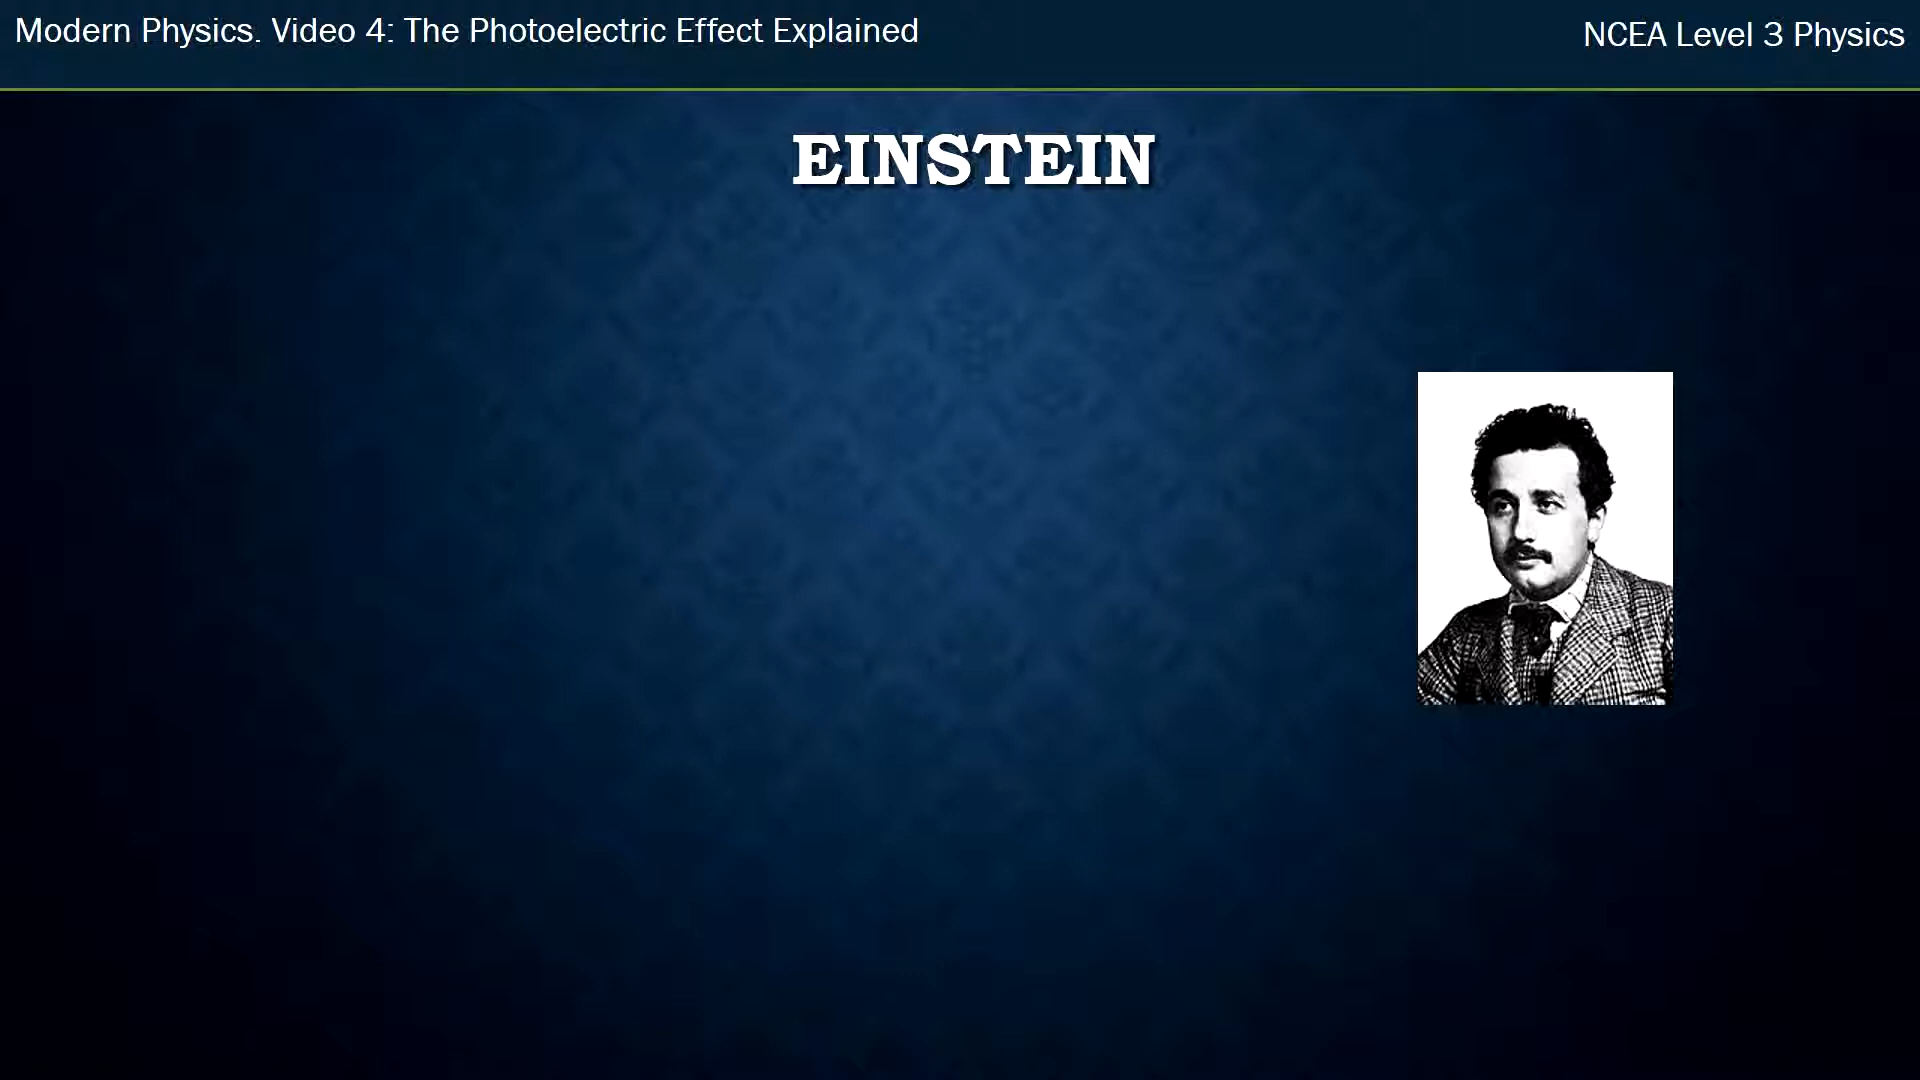 Modern Physics. Video 4: The Photoelectric Effect Explained
NCEA Level 3 Physics
EINSTEIN